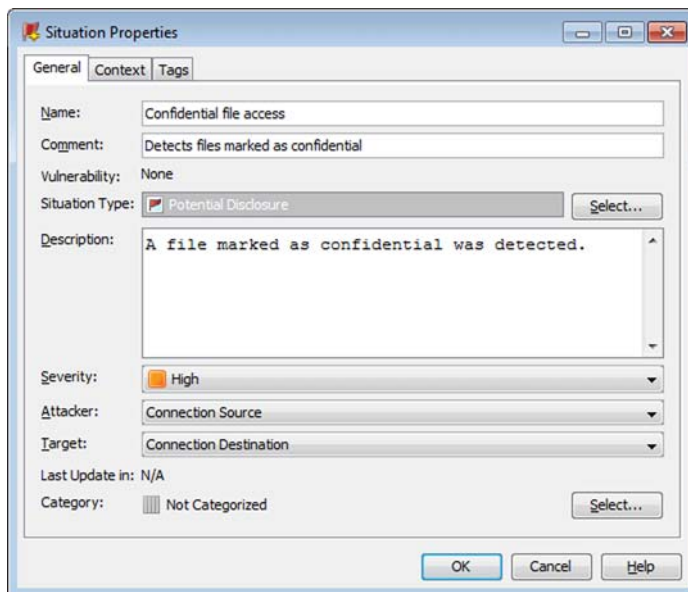 Situation Properties
General Context Tags
Name: Confidential file access
Comment: Detects files marked as confidential
Vulnerability: None
Situation Type: Potential Disclosure Select...
Description: A file marked as confidential was detected.
Severity: High
Attacker: Connection Source
Target: Connection Destination
Last Update in: N/A
Category: Not Categorized Select...
OK Cancel Help